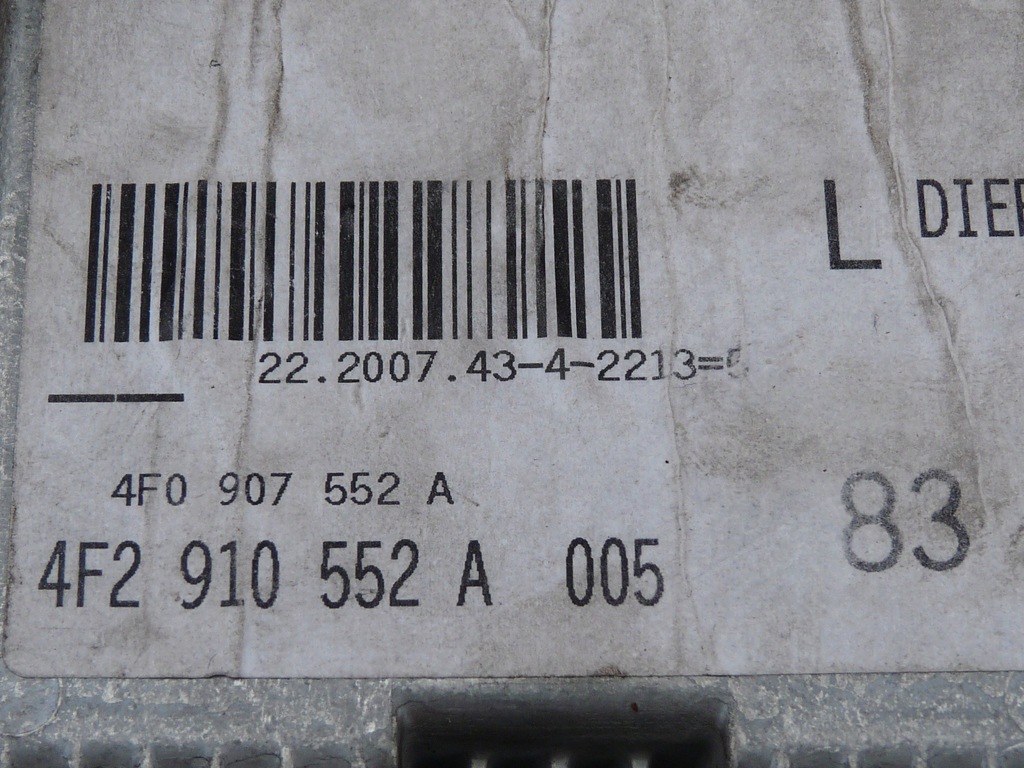 L DIE
22.2007.43-4-2213=
4F0 907 552 A
83
4F2 910 552 A 005